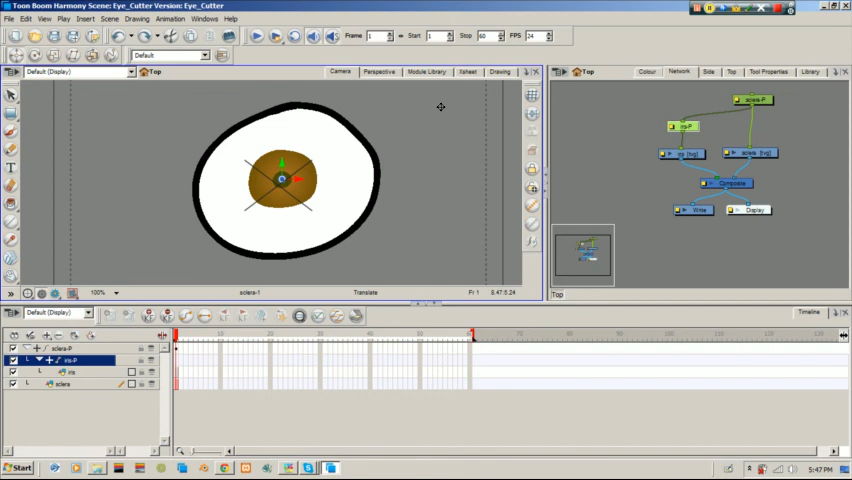 Toon Boom Harmony Scene: Eye_Cutter Version: Eye_Cutter
File Edit View Play Insert Scene Drawing Animation Windows Help
Frame 1 Start 1 Stop 60 FPS 24
Default
Default (Display) Top Camera Perspective Module Library Xsheet Drawing
Top Colour Network Side Top Tool Properties Library
sclera-P
iris-P
sclera (tvg)
Composite
Write Display
100% sclera-1 Translate Fr 1
Top
Default (Display) Timeline
10 20 30 40 50 70 80 90 100 110 120 130
sclera-P
iris-P
iris
sclera
Start 5:47 PM